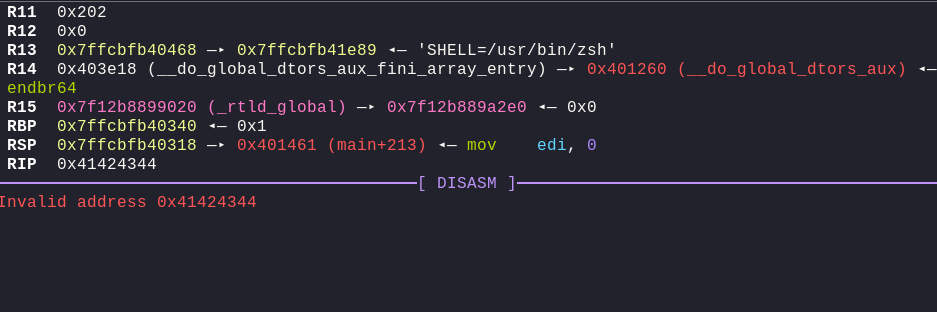 R11  0x202
R12  0x0
R13  0x7ffcbfb40468 —▸ 0x7ffcbfb41e89 ◂— 'SHELL=/usr/bin/zsh'
R14  0x403e18 (__do_global_dtors_aux_fini_array_entry) —▸ 0x401260 (__do_global_dtors_aux) ◂—
endbr64
R15  0x7f12b8899020 (_rtld_global) —▸ 0x7f12b889a2e0 ◂— 0x0
RBP  0x7ffcbfb40340 ◂— 0x1
RSP  0x7ffcbfb40318 —▸ 0x401461 (main+213) ◂— mov    edi, 0
RIP  0x41424344
[ DISASM ]
Invalid address 0x41424344